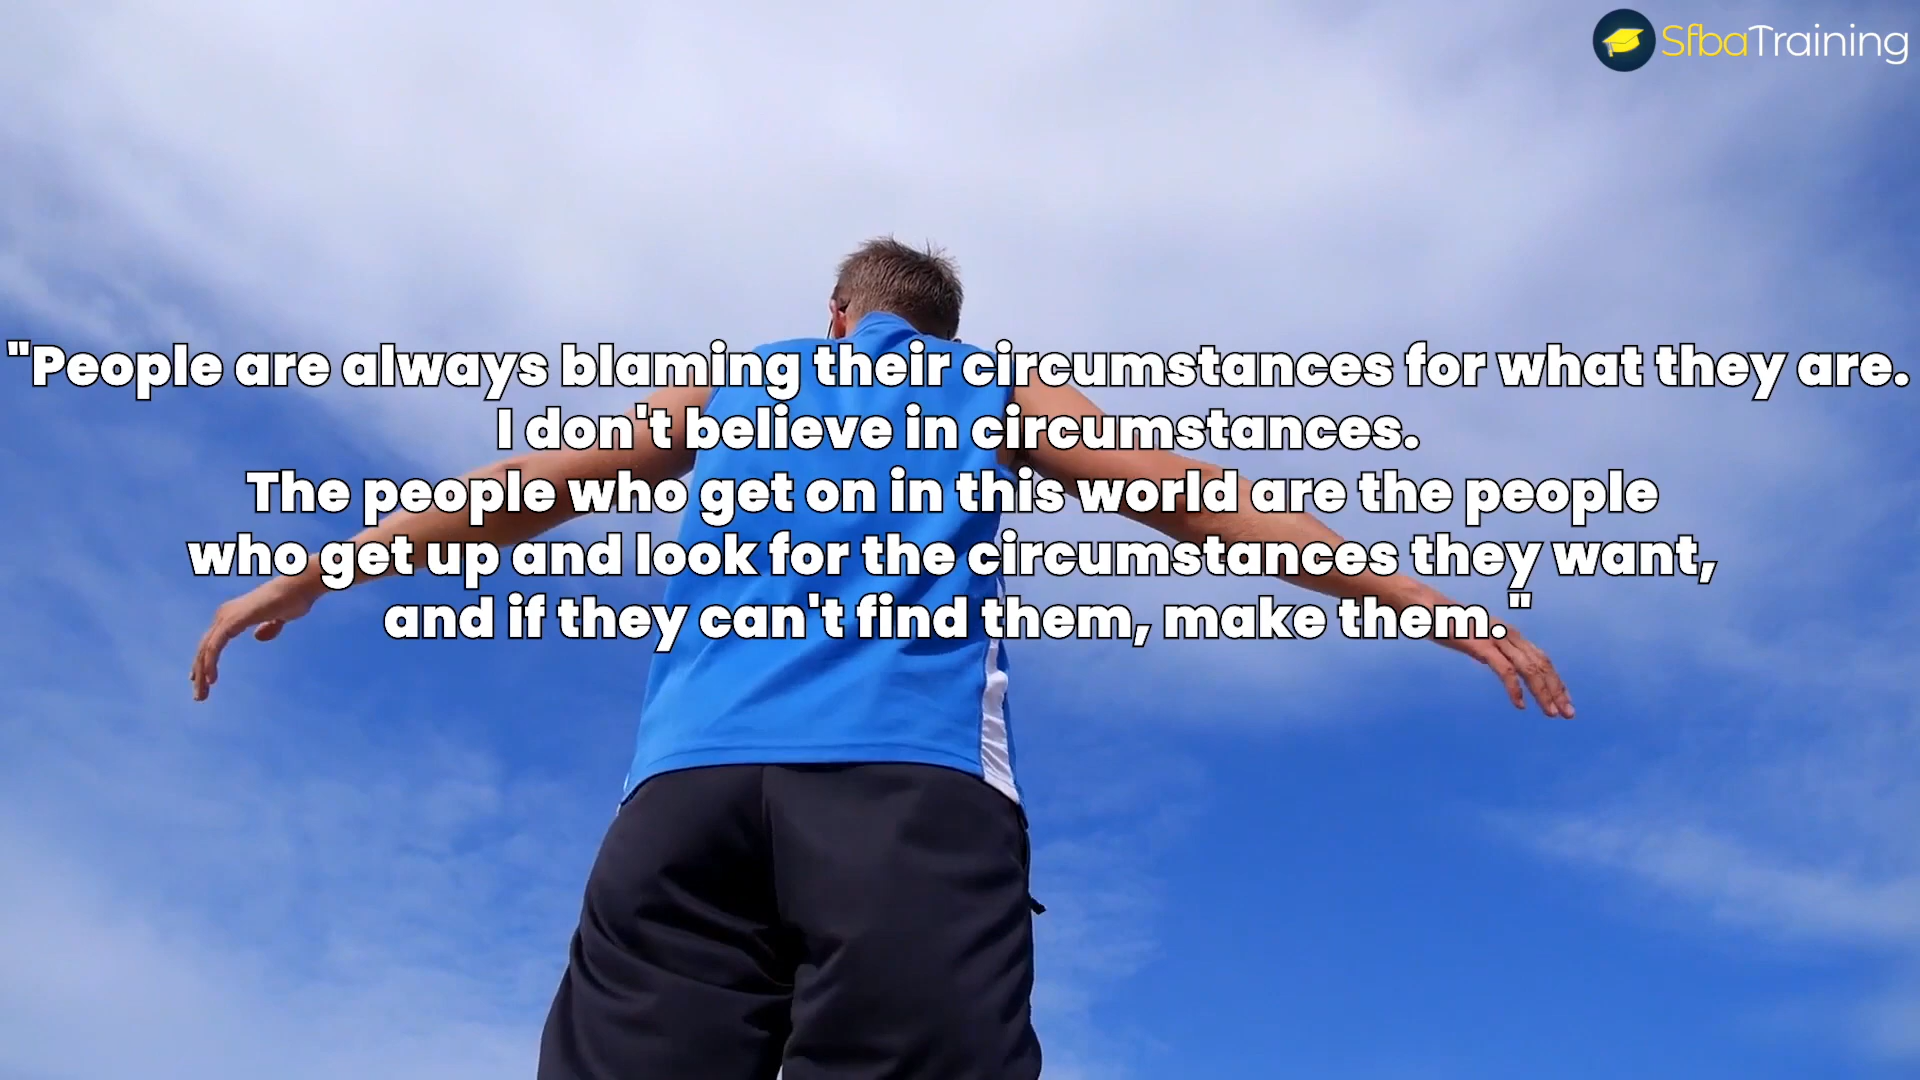 SfbaTraining
"People are always blaming their circumstances for what they are.
I don't believe in circumstances.
The people who get on in this world are the people
who get up and look for the circumstances they want,
and if they can't find them, make them."